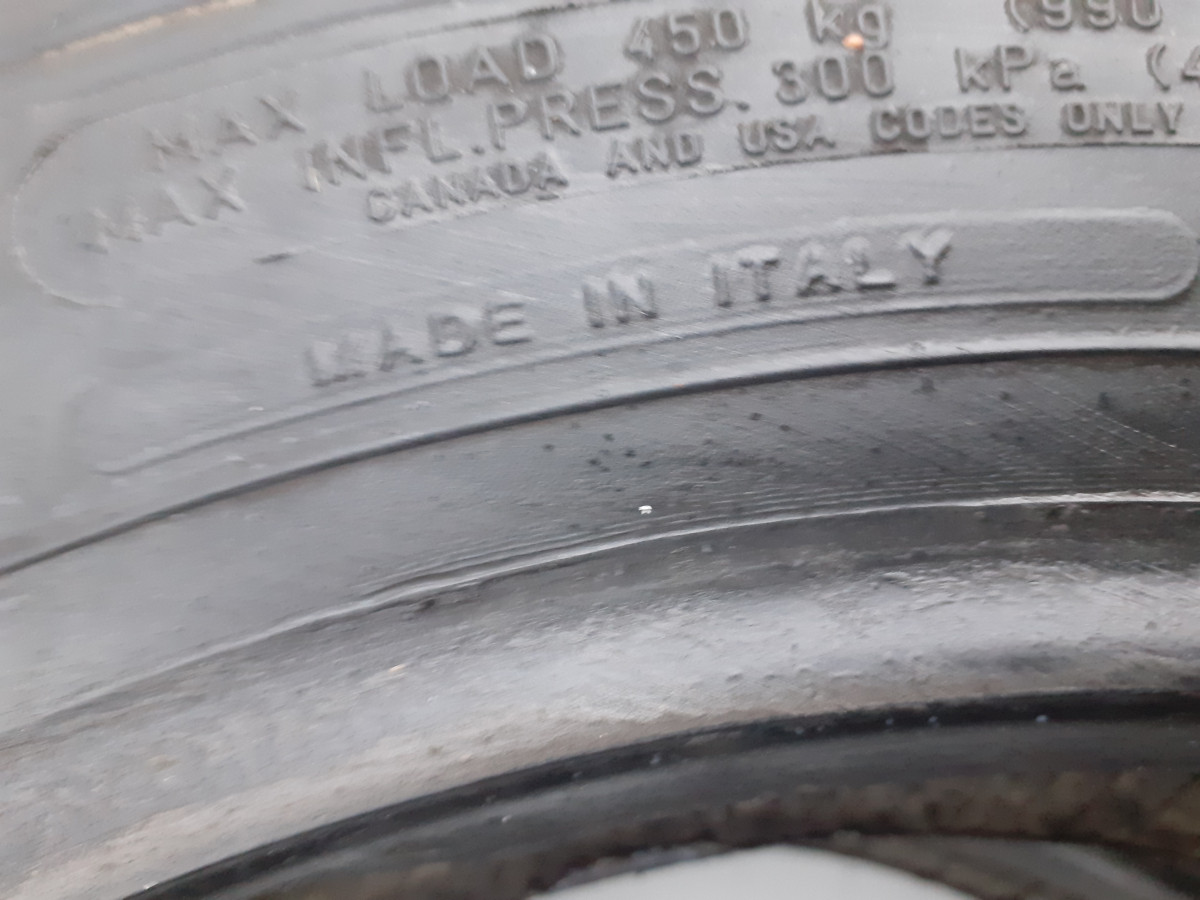 MAX LOAD 450 kg (990
MAX INFL.PRESS. 300 kPa (4
CANADA AND USA CODES ONLY
MADE IN ITALY